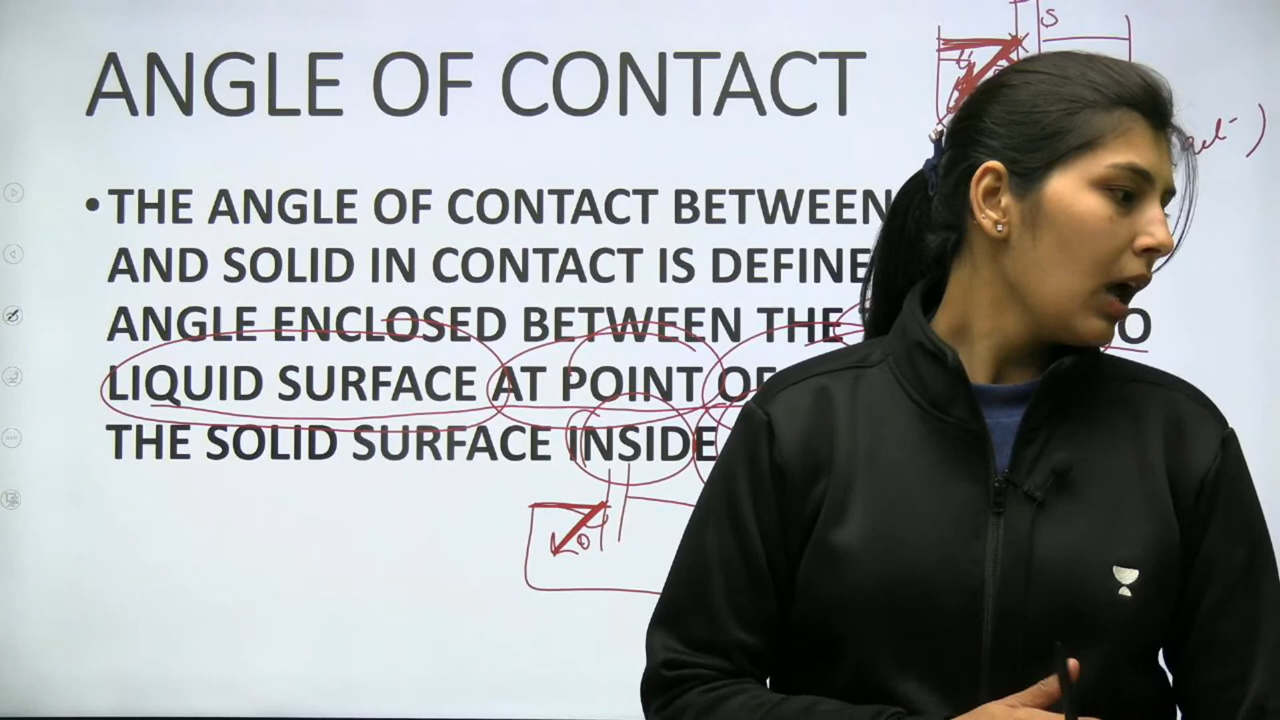 ANGLE OF CONTACT
S
• THE ANGLE OF CONTACT BETWEEN
AND SOLID IN CONTACT IS DEFINE
ANGLE ENCLOSED BETWEEN THE TO
LIQUID SURFACE AT POINT OF
THE SOLID SURFACE INSIDE
θ